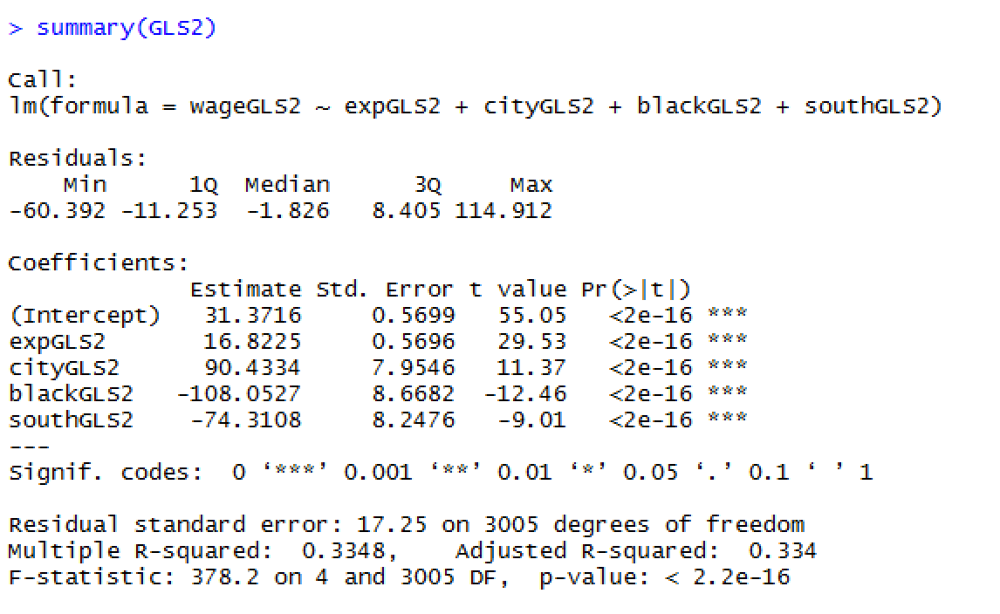 > summary(GLS2)
Call:
lm(formula = wageGLS2 ~ expGLS2 + cityGLS2 + blackGLS2 + southGLS2)
Residuals:
    Min      1Q  Median      3Q     Max
-60.392 -11.253  -1.826   8.405 114.912
Coefficients:
             Estimate Std. Error t value Pr(>|t|)
(Intercept)   31.3716     0.5699   55.05   <2e-16 ***
expGLS2       16.8225     0.5696   29.53   <2e-16 ***
cityGLS2      90.4334     7.9546   11.37   <2e-16 ***
blackGLS2   -108.0527     8.6682  -12.46   <2e-16 ***
southGLS2    -74.3108     8.2476   -9.01   <2e-16 ***
---
Signif. codes:  0 ‘***’ 0.001 ‘**’ 0.01 ‘*’ 0.05 ‘.’ 0.1 ‘ ’ 1
Residual standard error: 17.25 on 3005 degrees of freedom
Multiple R-squared:  0.3348,    Adjusted R-squared:  0.334
F-statistic: 378.2 on 4 and 3005 DF,  p-value: < 2.2e-16